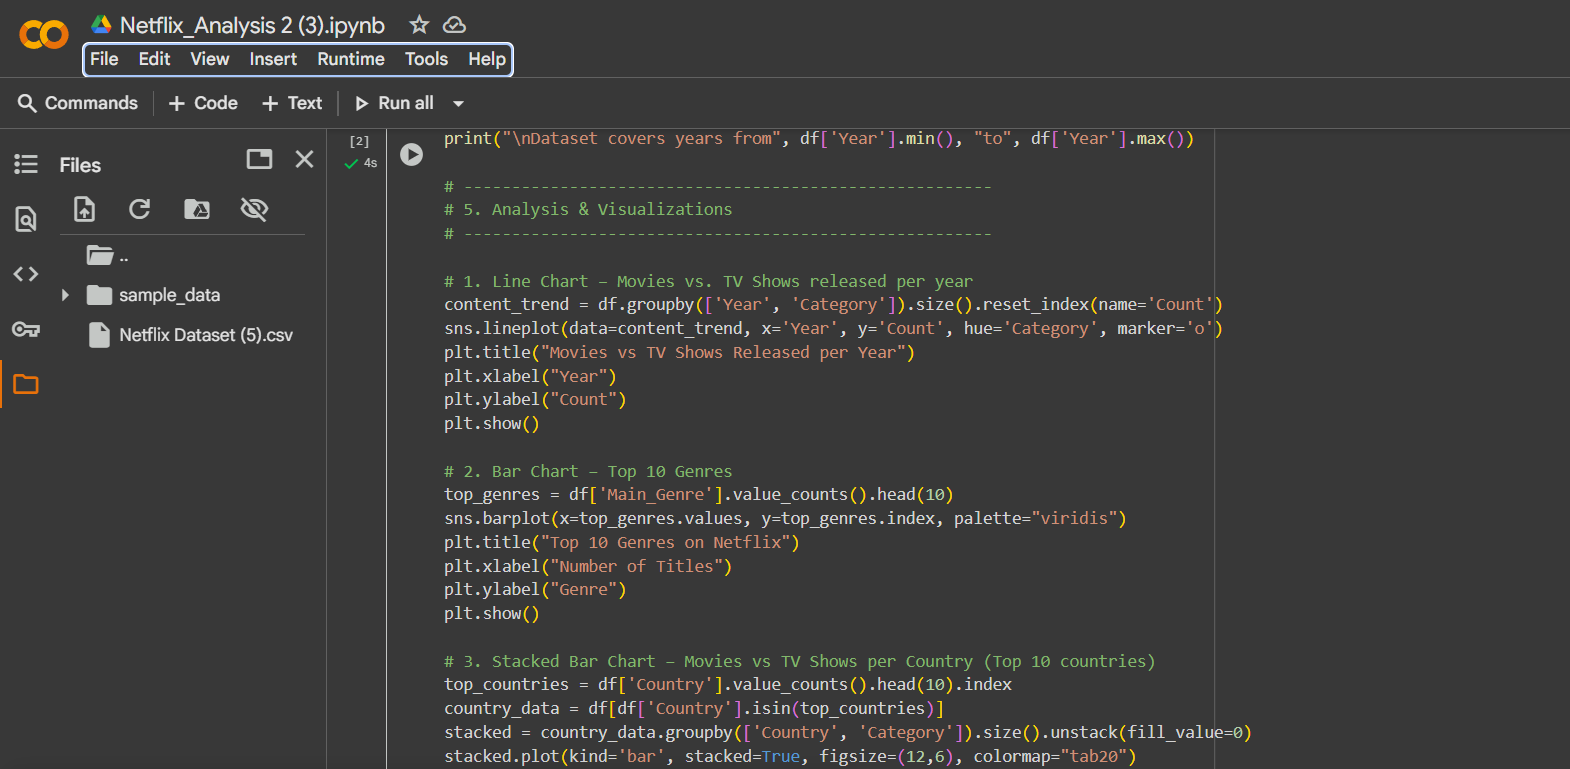 Netflix_Analysis 2 (3).ipynb
File Edit View Insert Runtime Tools Help
Commands + Code + Text Run all
Files
..
sample_data
Netflix Dataset (5).csv
[2]
4s
print("\nDataset covers years from", df['Year'].min(), "to", df['Year'].max())
# -------------------------------------------------------
# 5. Analysis & Visualizations
# -------------------------------------------------------
# 1. Line Chart – Movies vs. TV Shows released per year
content_trend = df.groupby(['Year', 'Category']).size().reset_index(name='Count')
sns.lineplot(data=content_trend, x='Year', y='Count', hue='Category', marker='o')
plt.title("Movies vs TV Shows Released per Year")
plt.xlabel("Year")
plt.ylabel("Count")
plt.show()
# 2. Bar Chart – Top 10 Genres
top_genres = df['Main_Genre'].value_counts().head(10)
sns.barplot(x=top_genres.values, y=top_genres.index, palette="viridis")
plt.title("Top 10 Genres on Netflix")
plt.xlabel("Number of Titles")
plt.ylabel("Genre")
plt.show()
# 3. Stacked Bar Chart – Movies vs TV Shows per Country (Top 10 countries)
top_countries = df['Country'].value_counts().head(10).index
country_data = df[df['Country'].isin(top_countries)]
stacked = country_data.groupby(['Country', 'Category']).size().unstack(fill_value=0)
stacked.plot(kind='bar', stacked=True, figsize=(12,6), colormap="tab20")